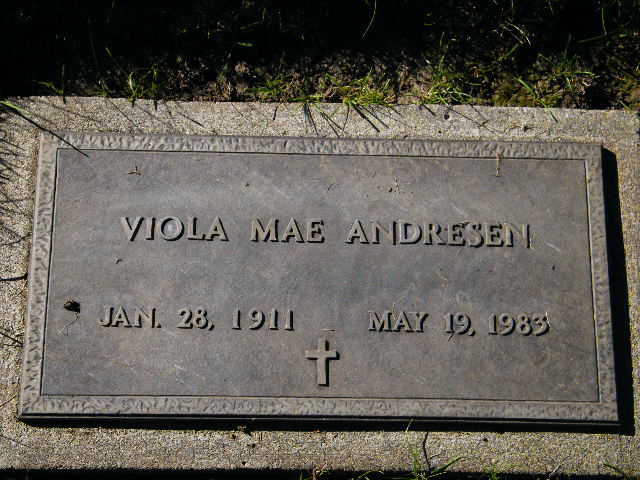 VIOLA MAE ANDRESEN
JAN. 28, 1911 MAY 19, 1983